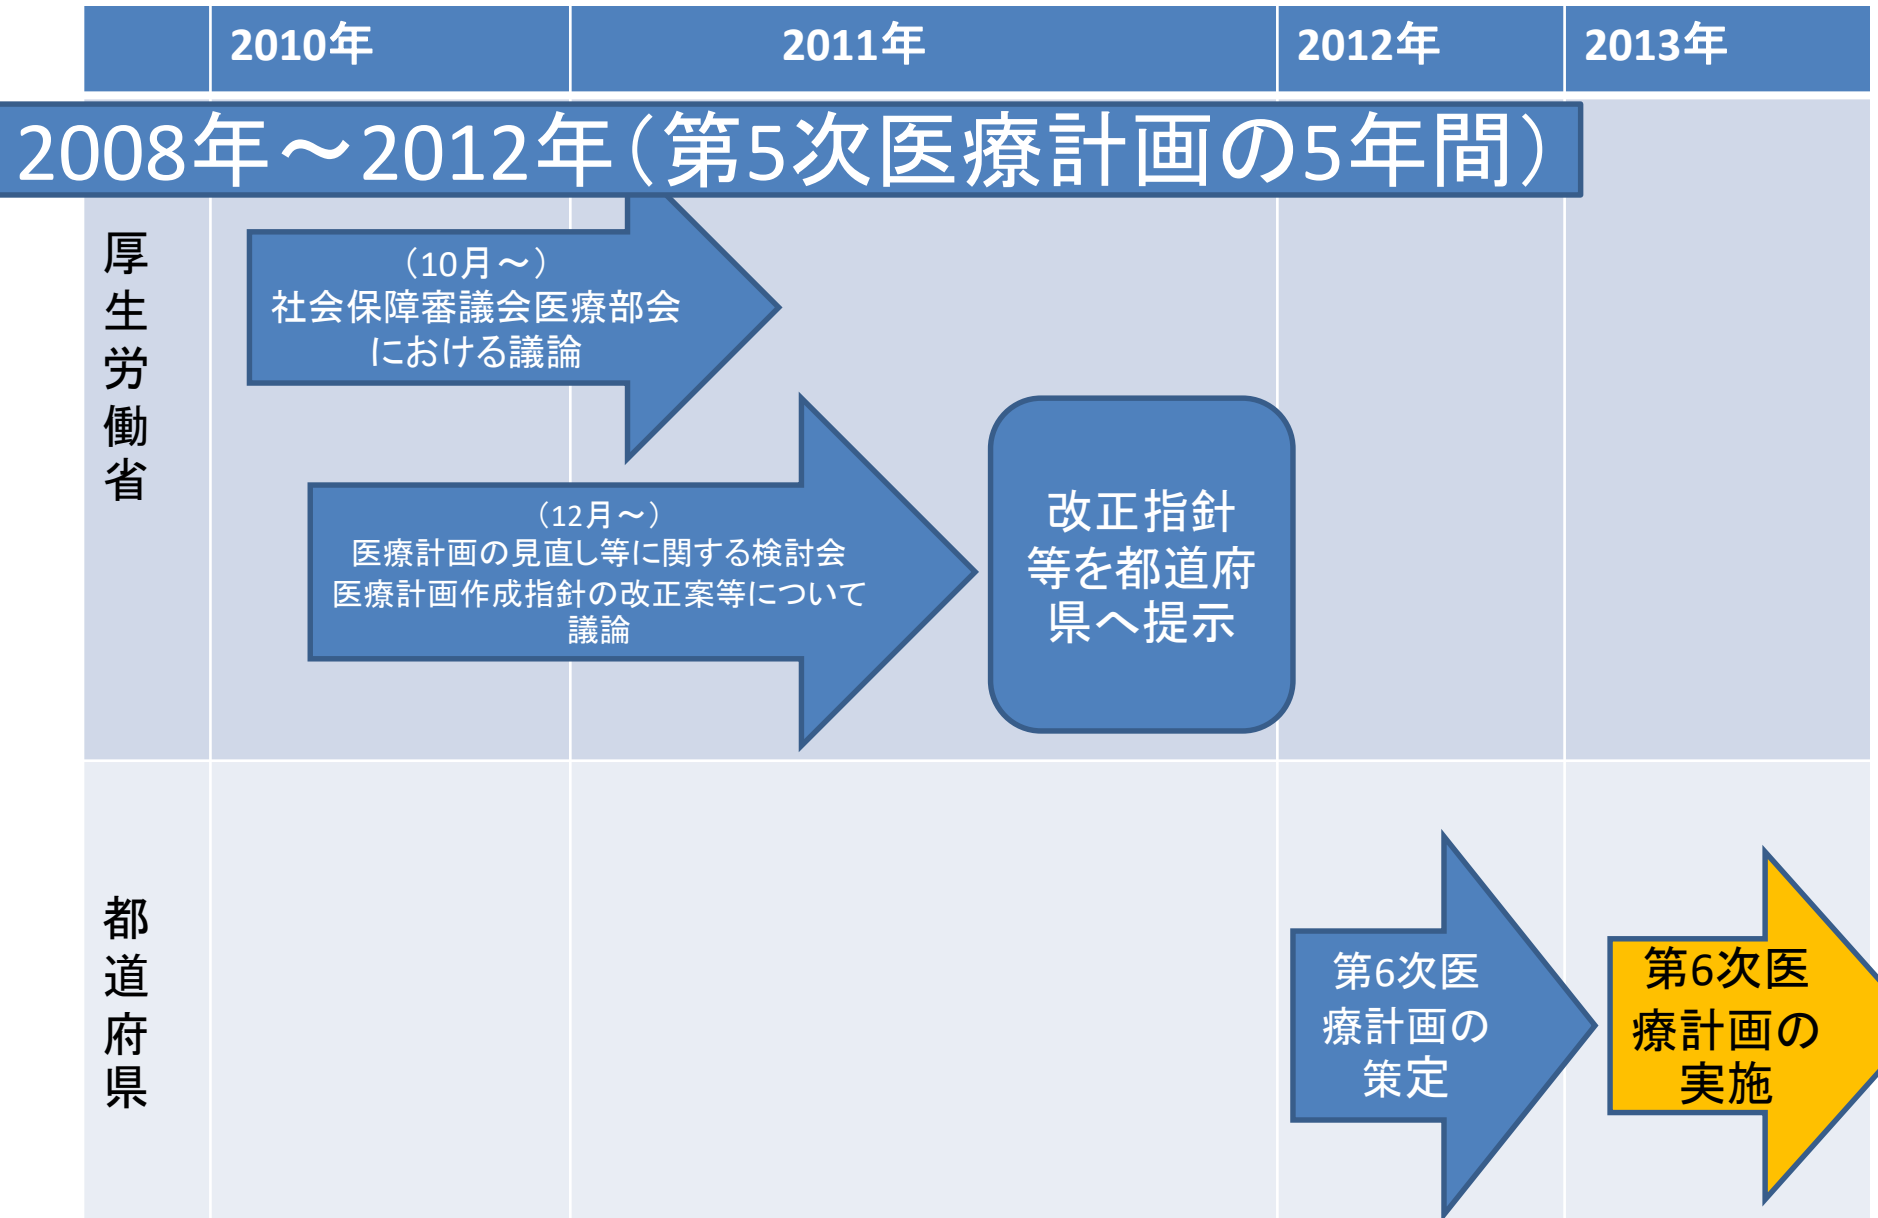 2010年
2011年
2012年
2013年
2008年～2012年（第5次医療計画の5年間）
厚生労働省
（10月～）
社会保障審議会医療部会
における議論
（12月～）
医療計画の見直し等に関する検討会
医療計画作成指針の改正案等について
議論
改正指針
等を都道府
県へ提示
都道府県
第6次医
療計画の
策定
第6次医
療計画の
実施